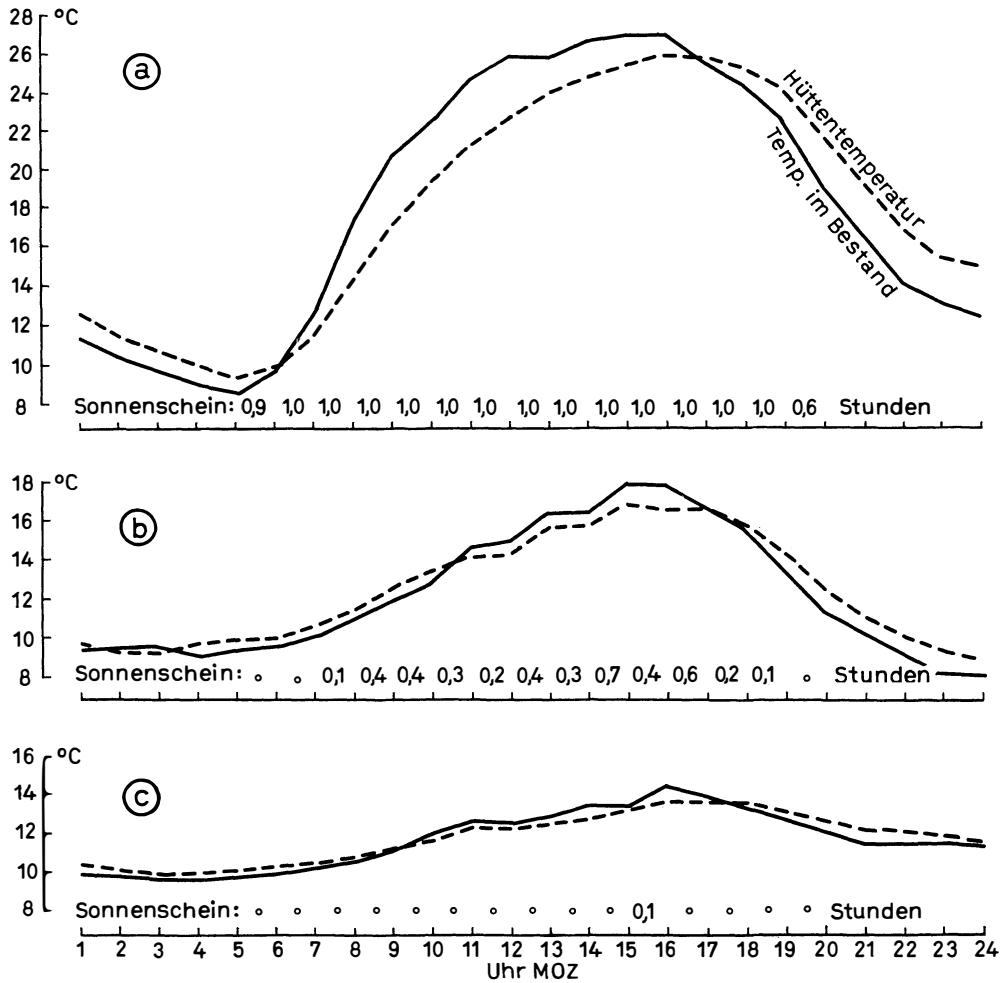 28 °C
26
24
22
20
18
16
14
12
10
8
a
Hüttentemperatur
Temp. im Bestand
Sonnenschein: 0,9 1,0 1,0 1,0 1,0 1,0 1,0 1,0 1,0 1,0 1,0 1,0 1,0 1,0 0,6 Stunden
18 °C
16
14
12
10
8
b
Sonnenschein: ∘ ∘ 0,1 0,4 0,4 0,3 0,2 0,4 0,3 0,7 0,4 0,6 0,2 0,1 ∘ Stunden
16 °C
14
12
10
8
c
Sonnenschein: ∘ ∘ ∘ ∘ ∘ ∘ ∘ ∘ ∘ ∘ 0,1 ∘ ∘ ∘ ∘ Stunden
1 2 3 4 5 6 7 8 9 10 11 12 13 14 15 16 17 18 19 20 21 22 23 24
Uhr MOZ